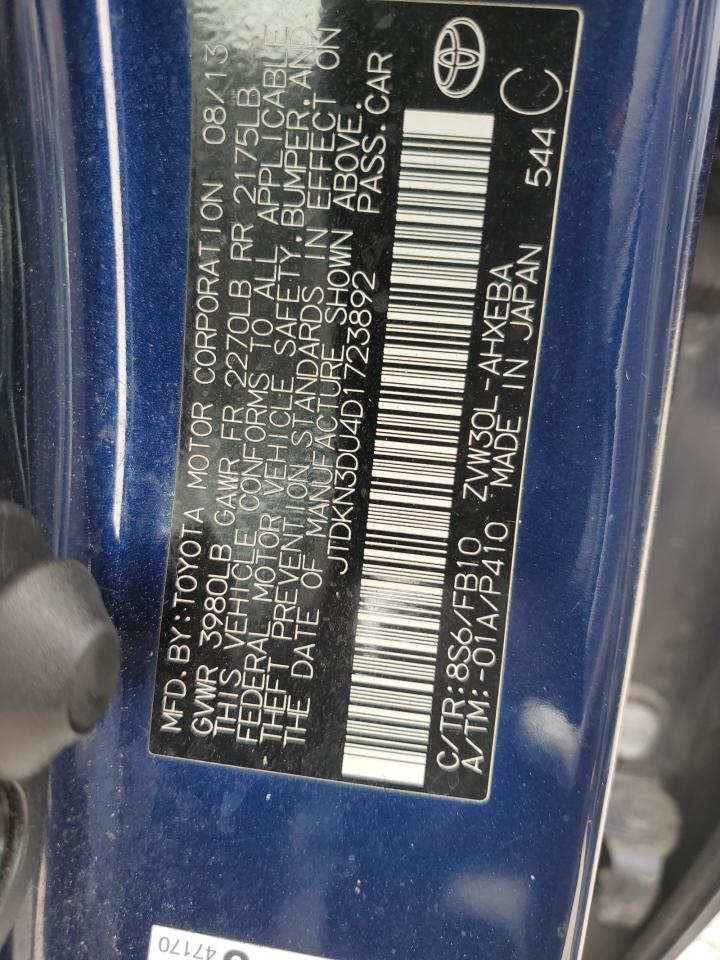 MFD. BY: TOYOTA MOTOR CORPORATION 08/13
GVWR 3980LB GAWR FR 2270LB RR 2175LB
THIS VEHICLE CONFORMS TO ALL APPLICABLE
FEDERAL MOTOR VEHICLE SAFETY, BUMPER, AND
THEFT PREVENTION STANDARDS IN EFFECT ON
THE DATE OF MANUFACTURE SHOWN ABOVE.
JTDKN3DU4D1723892 PASS. CAR
C/TR: 8S6/FB10 ZVW30L-AHXEBA
A/TM: -01A/P410 MADE IN JAPAN 544 C
47170